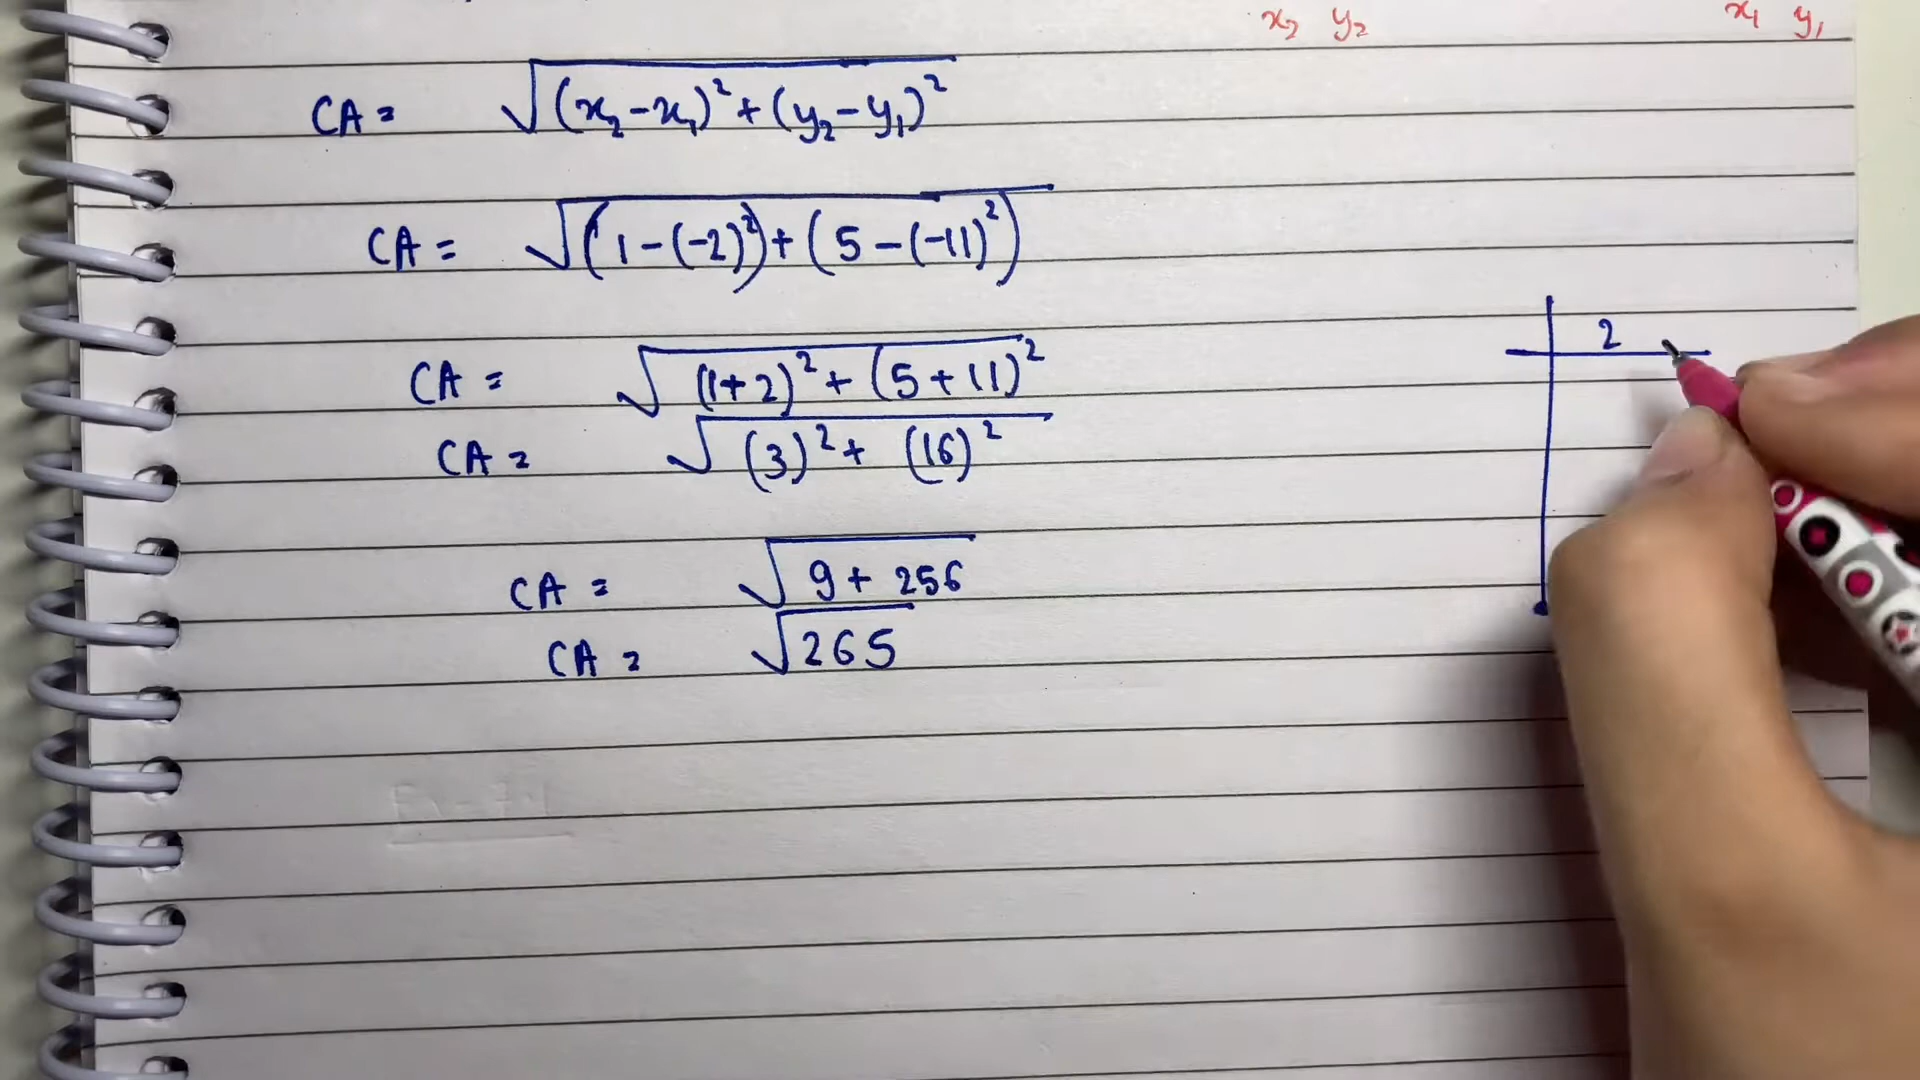 x₂ y₂ x₁ y₁
CA = √(x₂-x₁)² + (y₂-y₁)²
CA = √(1-(-2)²)+(5-(-11)²)
CA = √(1+2)² + (5+11)²
CA = √(3)² + (16)²
CA = √9+256
CA = √265
2